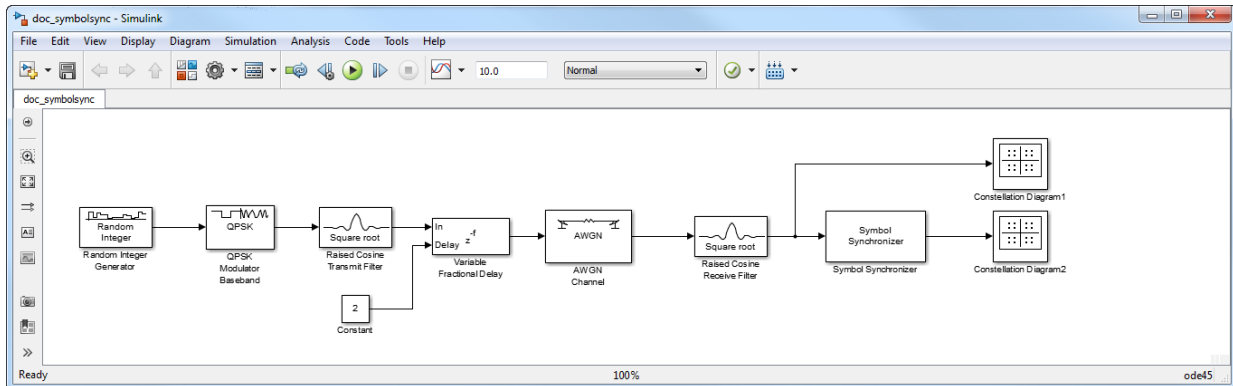 doc_symbolsync - Simulink
File Edit View Display Diagram Simulation Analysis Code Tools Help
10.0 Normal
doc_symbolsync
Random
Integer
Random Integer
Generator
QPSK
QPSK
Modulator
Baseband
Square root
Raised Cosine
Transmit Filter
In
Delay
-f
z
Variable
Fractional Delay
2
Constant
AWGN
AWGN
Channel
Square root
Raised Cosine
Receive Filter
Symbol
Synchronizer
Symbol Synchronizer
Constellation Diagram1
Constellation Diagram2
Ready 100% ode45